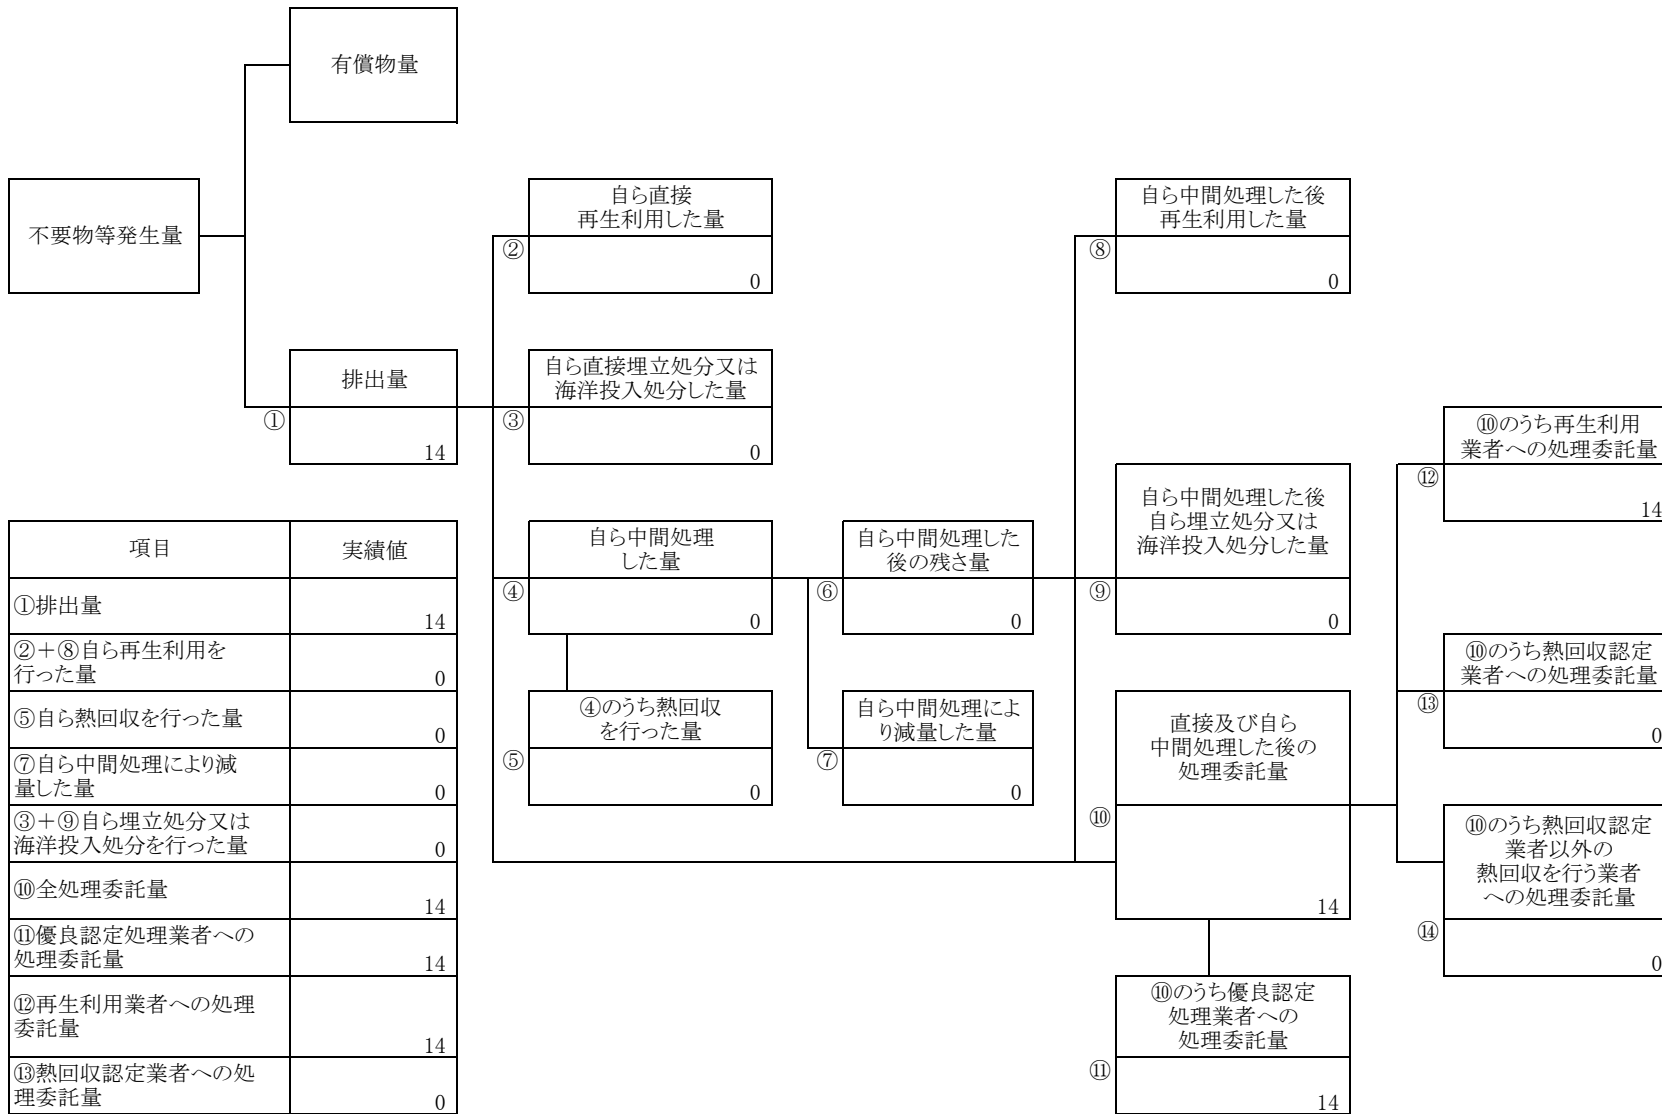 有償物量
不要物等発生量
自ら直接
再生利用した量
②
0
自ら中間処理した後
再生利用した量
⑧
0
排出量
①
14
自ら直接埋立処分又は
海洋投入処分した量
③
0
⑩のうち再生利用
業者への処理委託量
⑫
14
自ら中間処理
した量
④
0
自ら中間処理した
後の残さ量
⑥
0
自ら中間処理した後
自ら埋立処分又は
海洋投入処分した量
⑨
0
⑩のうち熱回収認定
業者への処理委託量
⑬
0
④のうち熱回収
を行った量
⑤
0
自ら中間処理によ
り減量した量
⑦
0
直接及び自ら
中間処理した後の
処理委託量
⑩
14
⑩のうち熱回収認定
業者以外の
熱回収を行う業者
への処理委託量
⑭
0
⑩のうち優良認定
処理業者への
処理委託量
⑪
14
項目 実績値
①排出量 14
②+⑧自ら再生利用を
行った量 0
⑤自ら熱回収を行った量 0
⑦自ら中間処理により減
量した量 0
③+⑨自ら埋立処分又は
海洋投入処分を行った量 0
⑩全処理委託量 14
⑪優良認定処理業者への
処理委託量 14
⑫再生利用業者への処理
委託量 14
⑬熱回収認定業者への処
理委託量 0